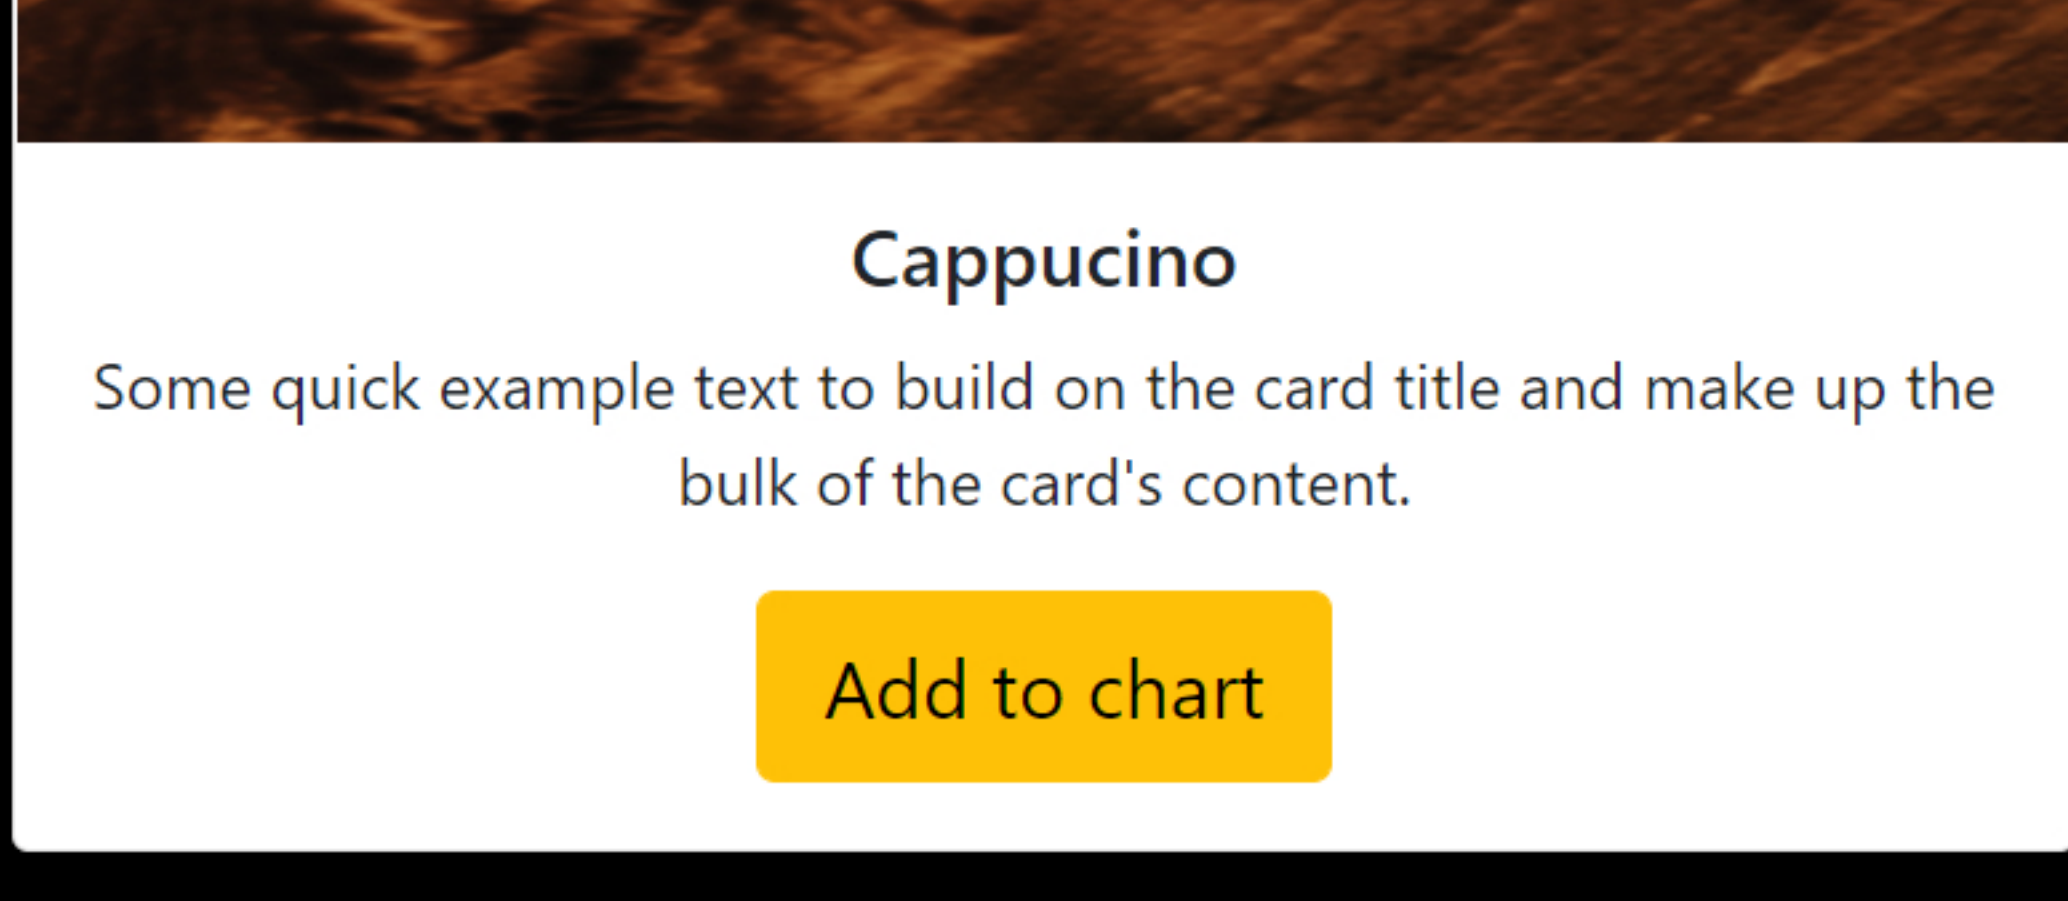 Cappucino
Some quick example text to build on the card title and make up the
bulk of the card's content.
Add to chart